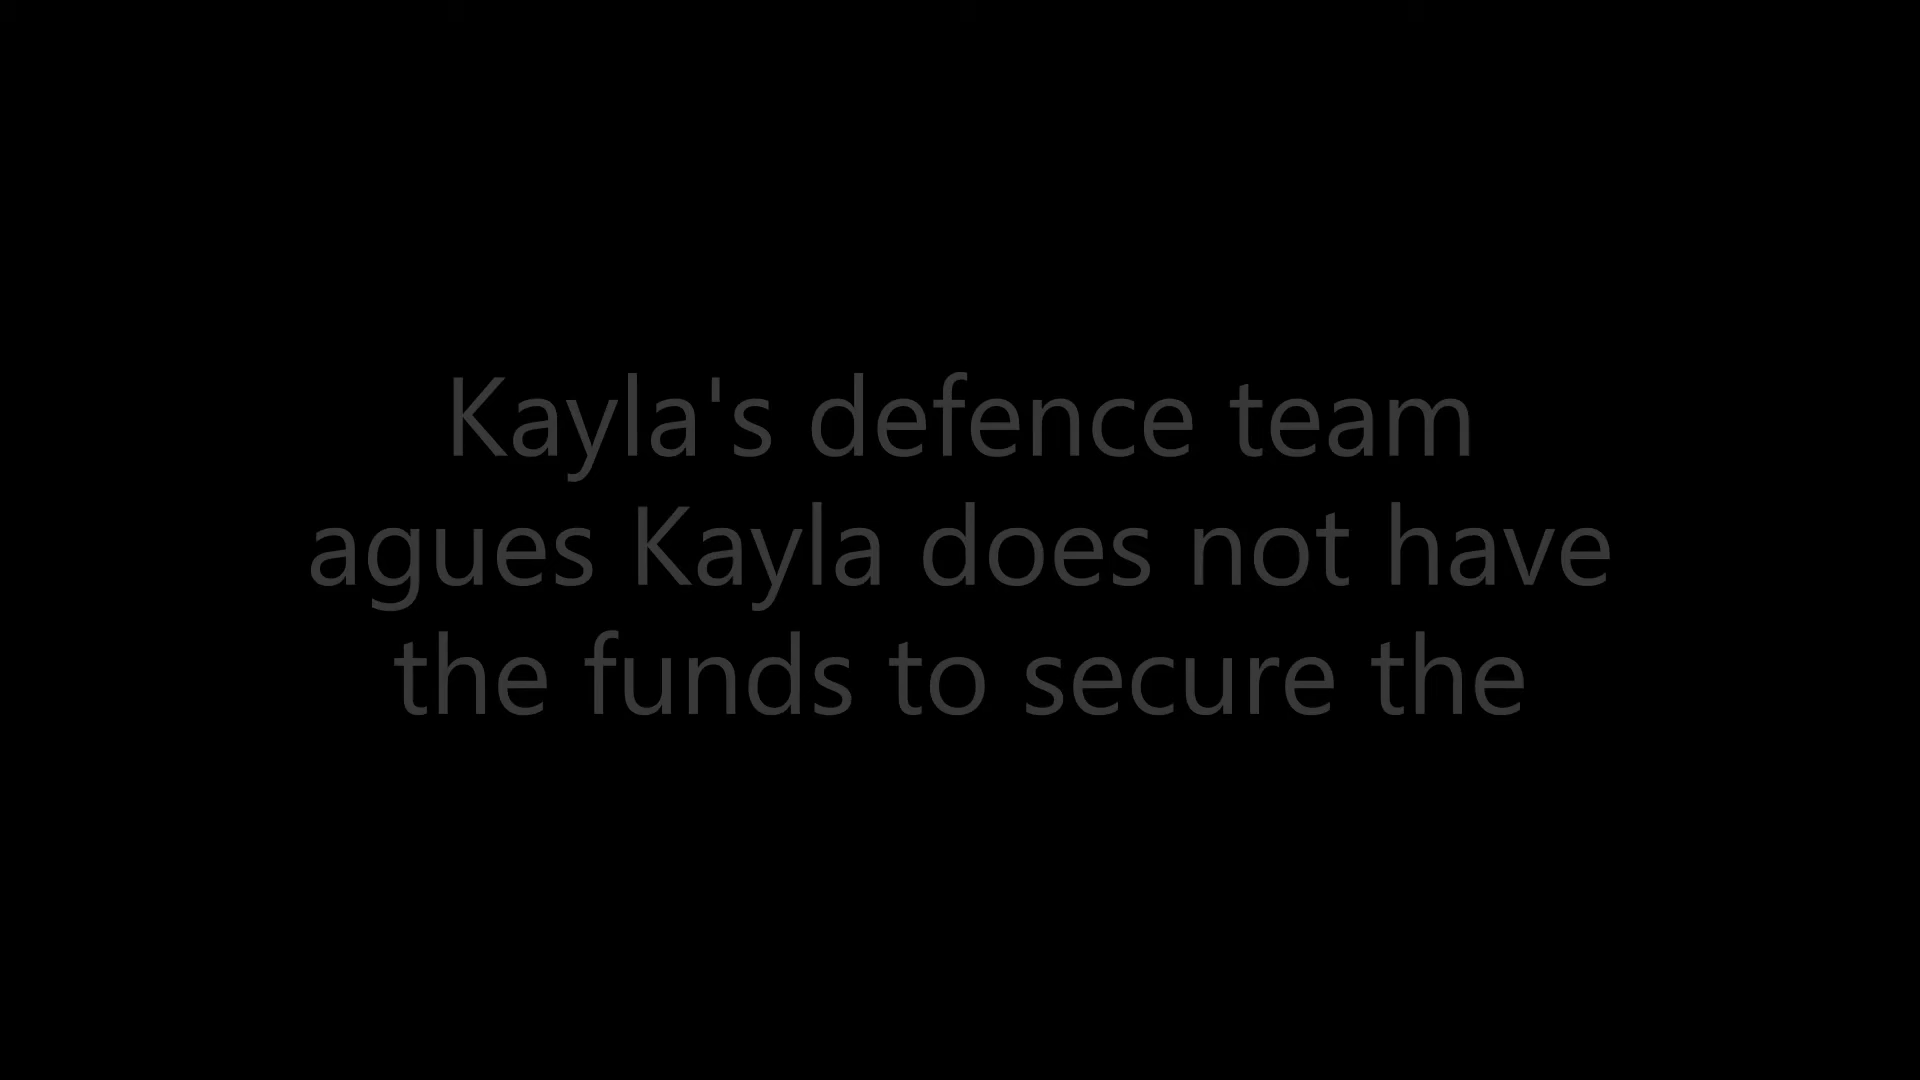 Kayla's defence team
agues Kayla does not have
the funds to secure the